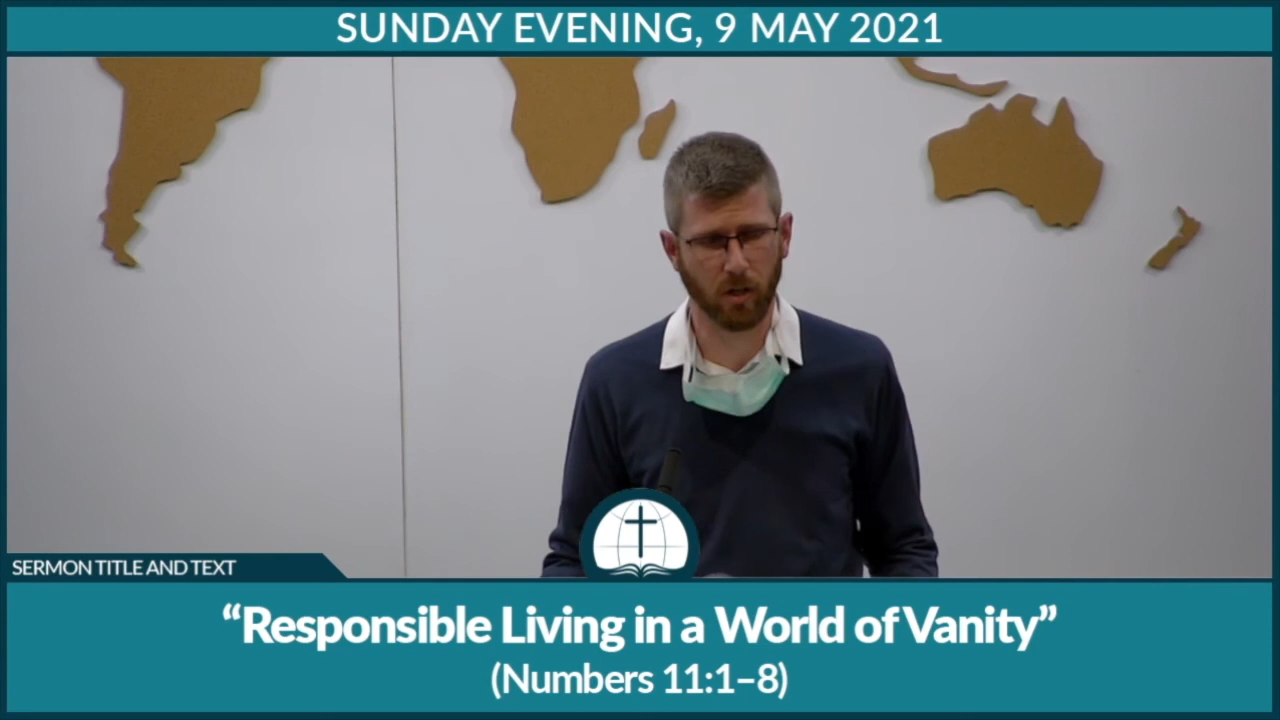 SUNDAY EVENING, 9 MAY 2021
SERMON TITLE AND TEXT
“Responsible Living in a World of Vanity”
(Numbers 11:1–8)